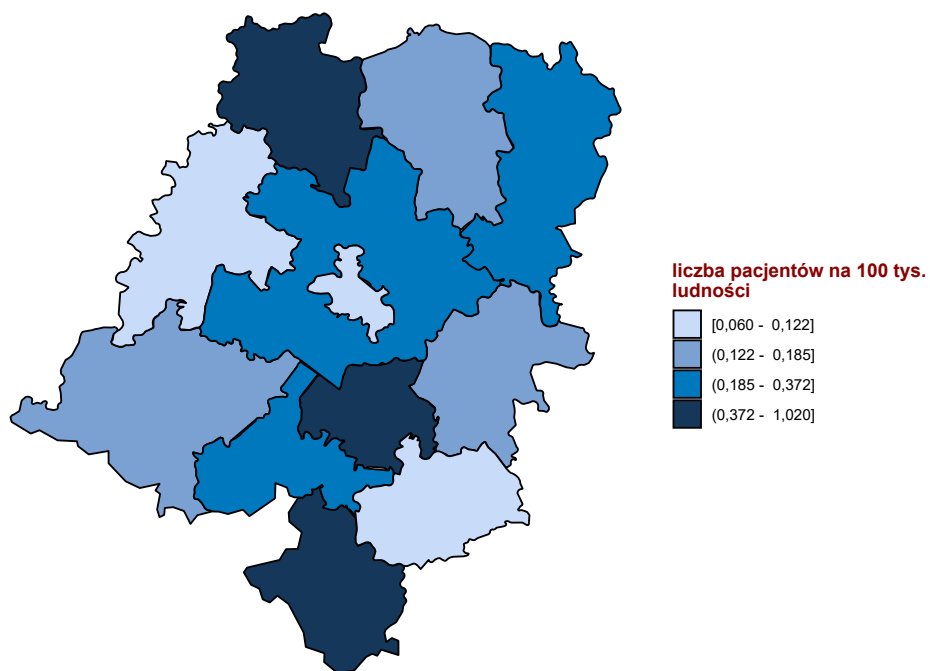 liczba pacjentów na 100 tys.
ludności
[0,060 - 0,122]
(0,122 - 0,185]
(0,185 - 0,372]
(0,372 - 1,020]